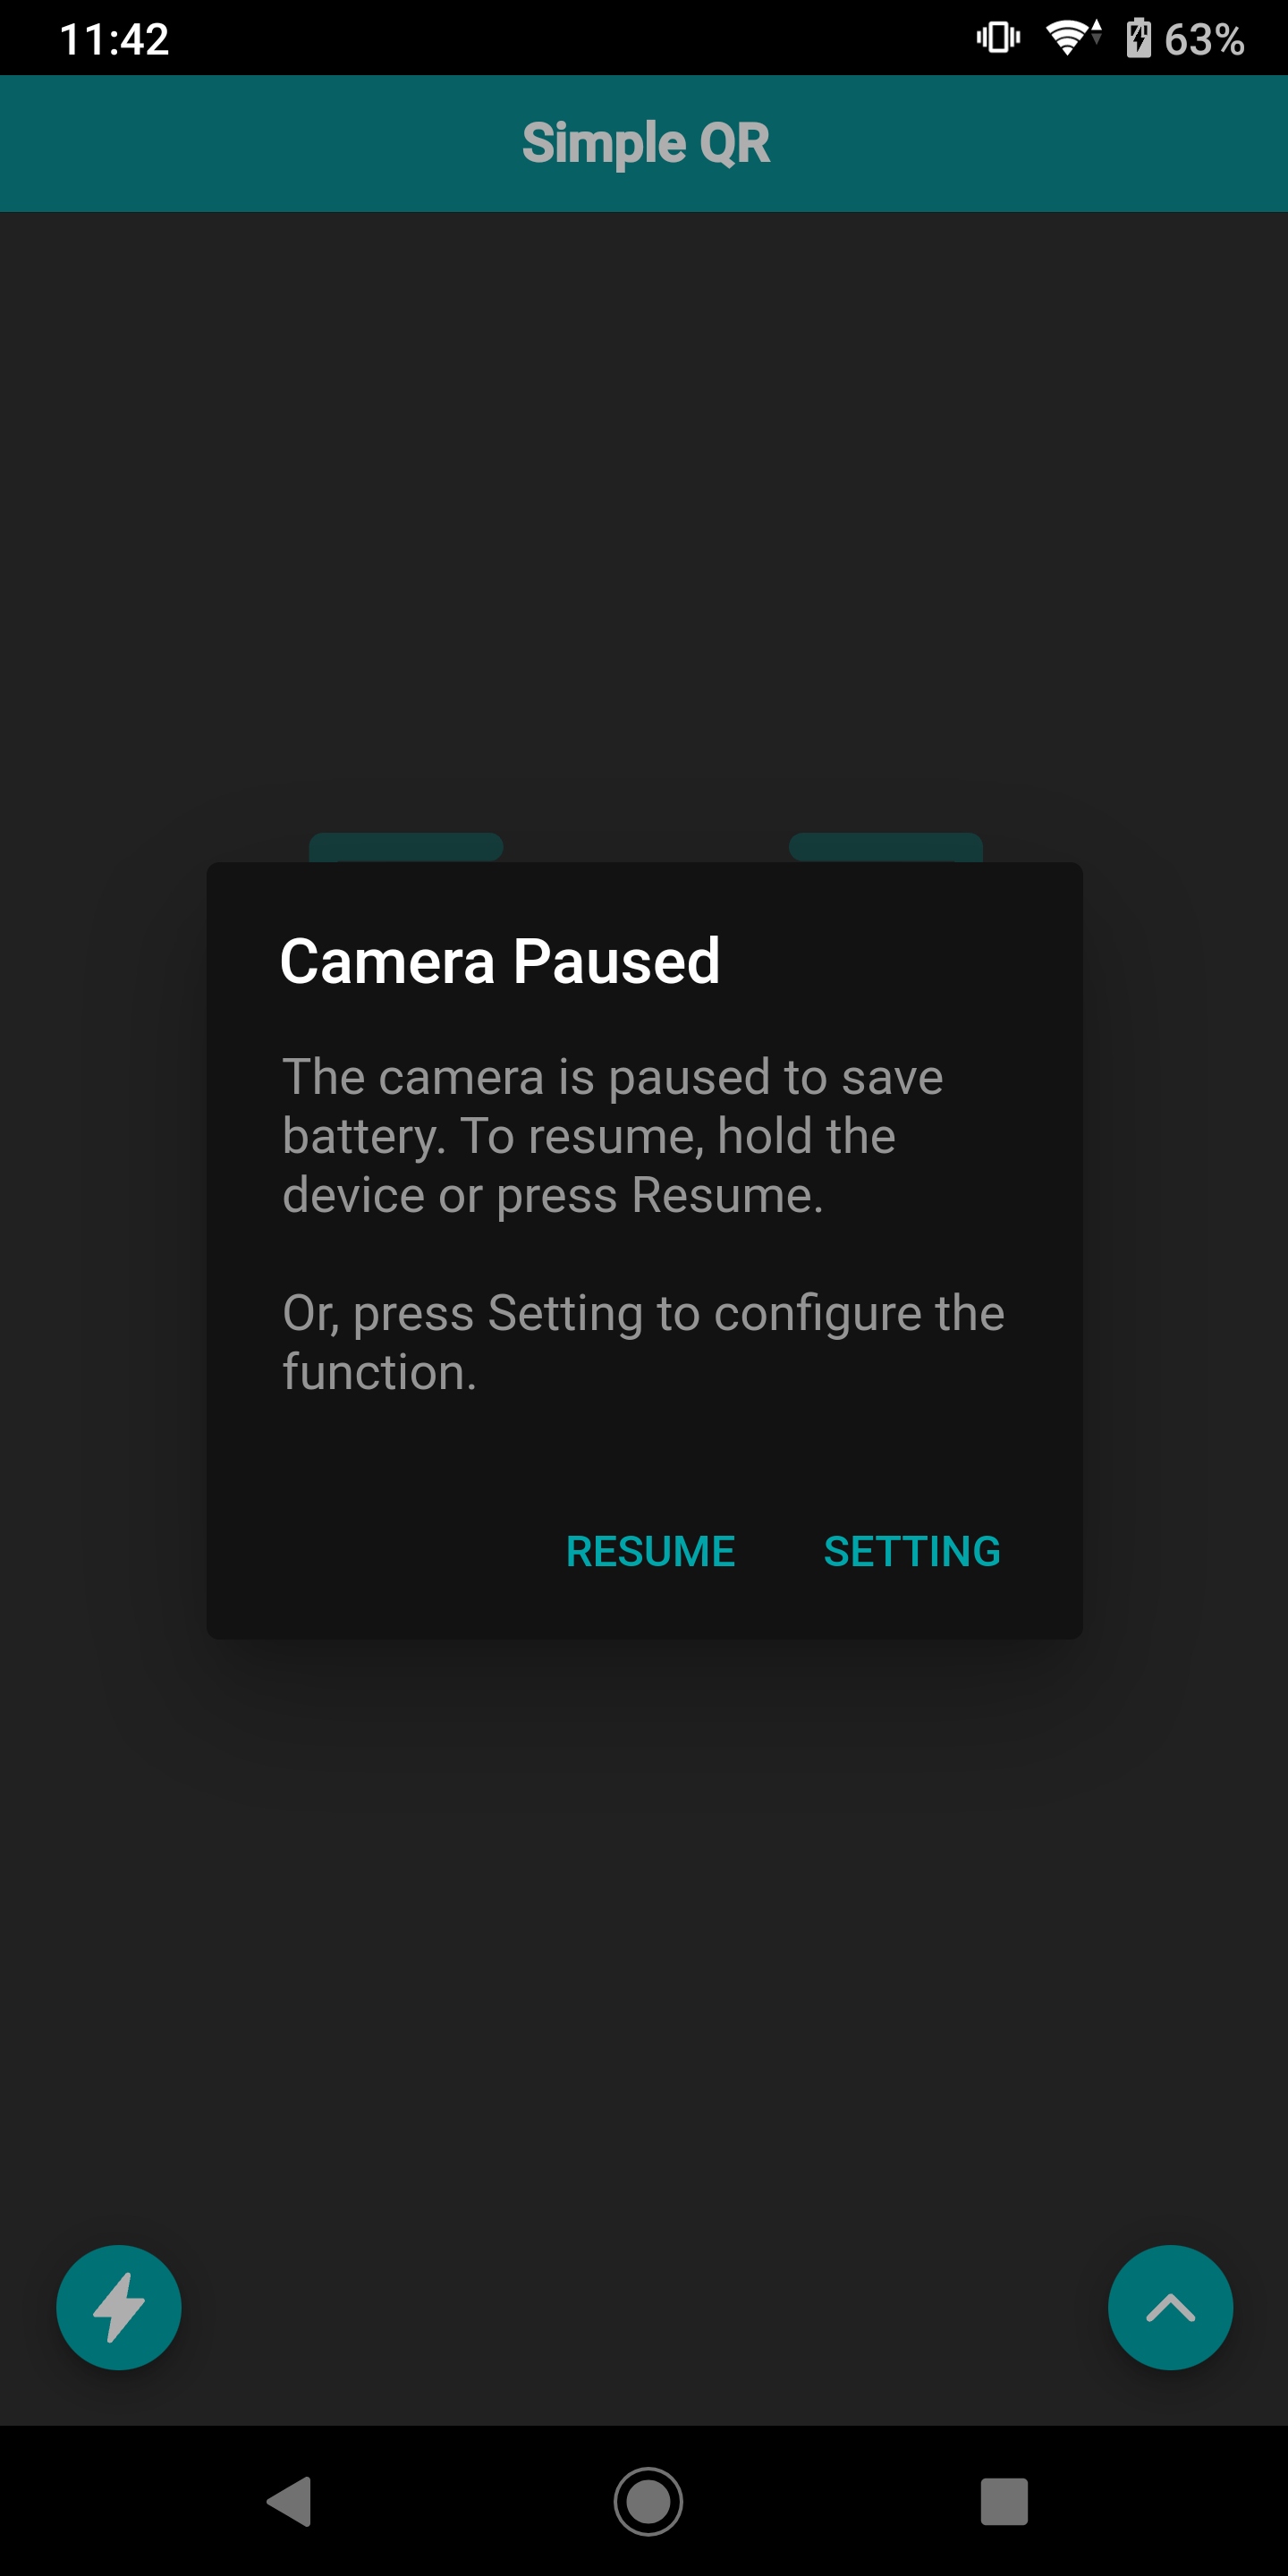 11:42
63%
Simple QR
Camera Paused
The camera is paused to save
battery. To resume, hold the
device or press Resume.
Or, press Setting to configure the
function.
RESUME SETTING